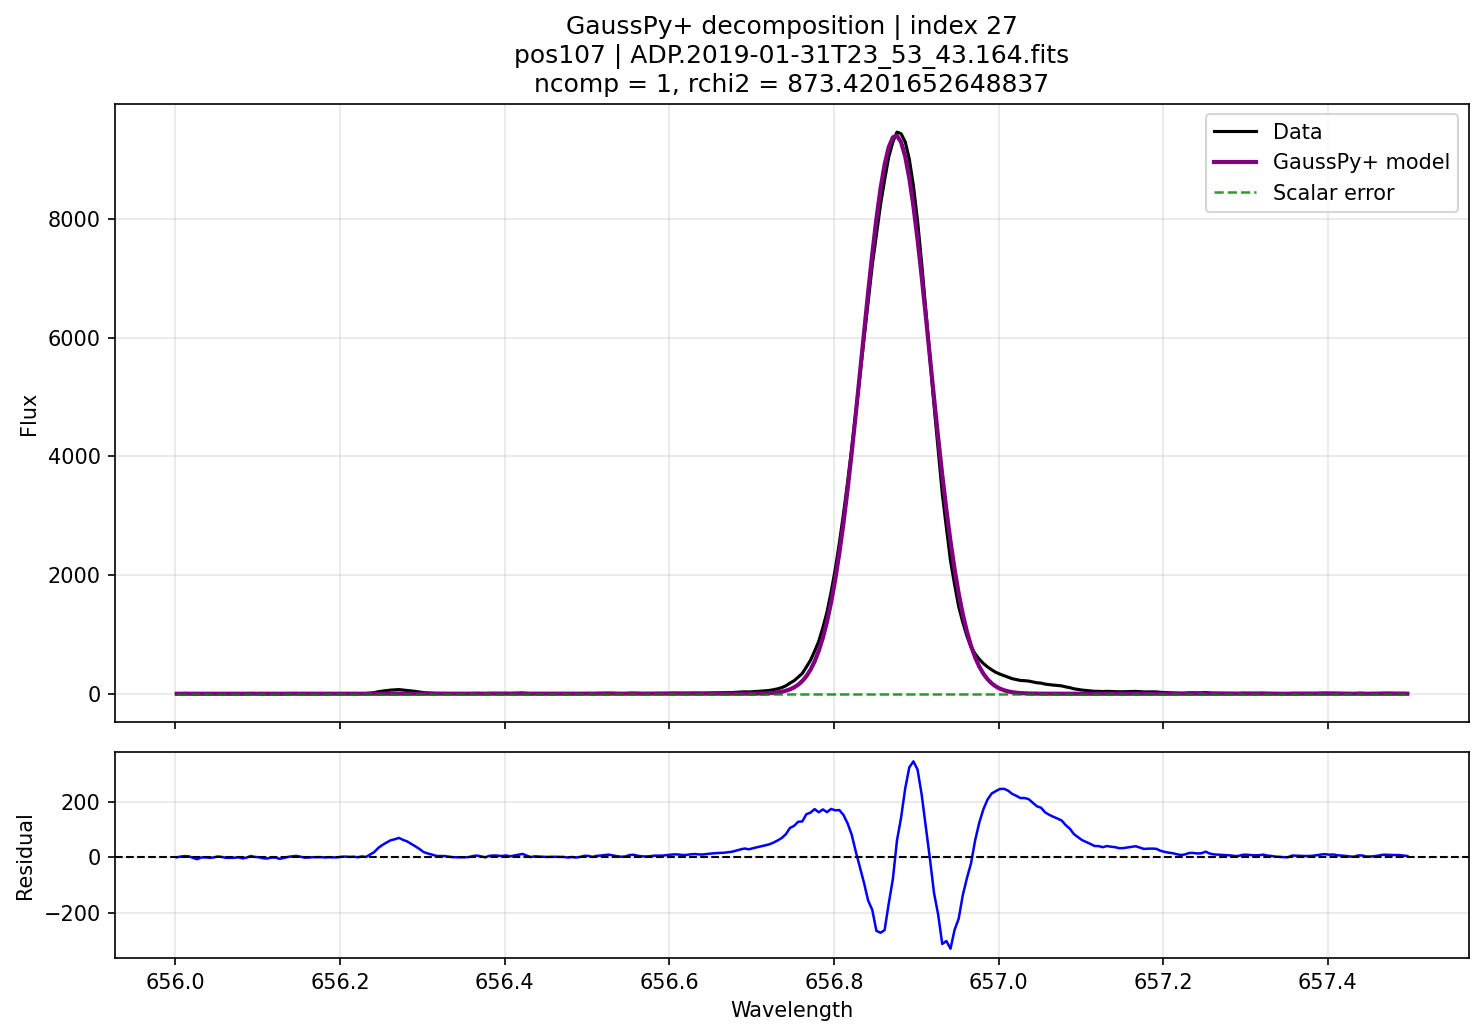 GaussPy+ decomposition | index 27
pos107 | ADP.2019-01-31T23_53_43.164.fits
ncomp = 1, rchi2 = 873.4201652648837
Data
GaussPy+ model
Scalar error
Flux
8000
6000
4000
2000
0
Residual
200
0
−200
656.0 656.2 656.4 656.6 656.8 657.0 657.2 657.4
Wavelength